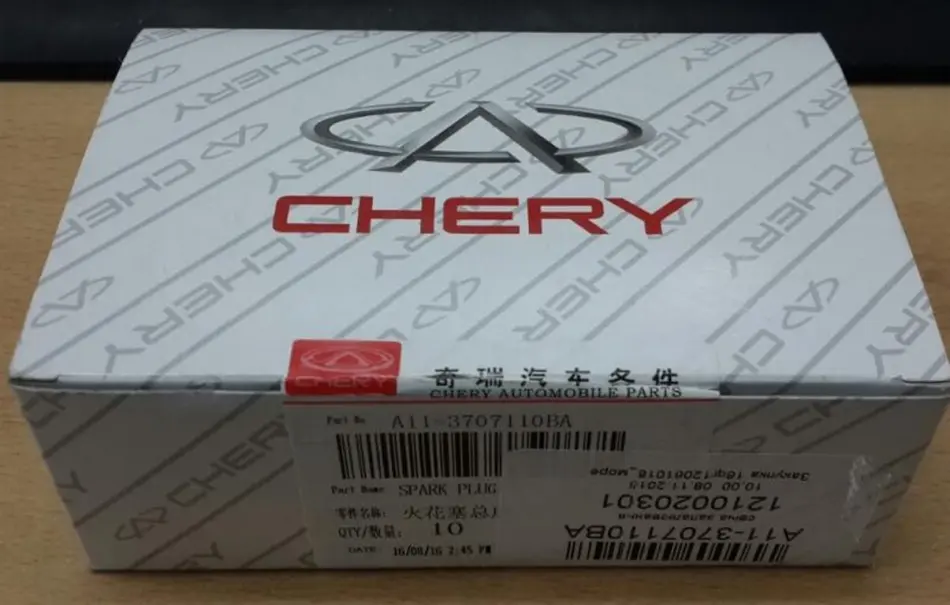 CHERY
CHERY
奇瑞汽车备件
CHERY AUTOMOBILE PARTS
Part No A11-3707110BA
Part Name: SPARK PLUG
零件名称: 火花塞总
QTY/数量: 10
DATE 16/08/16 2:45 PM
A11-3707110BA
1210020301
10.00 08.11.2016
Закупка